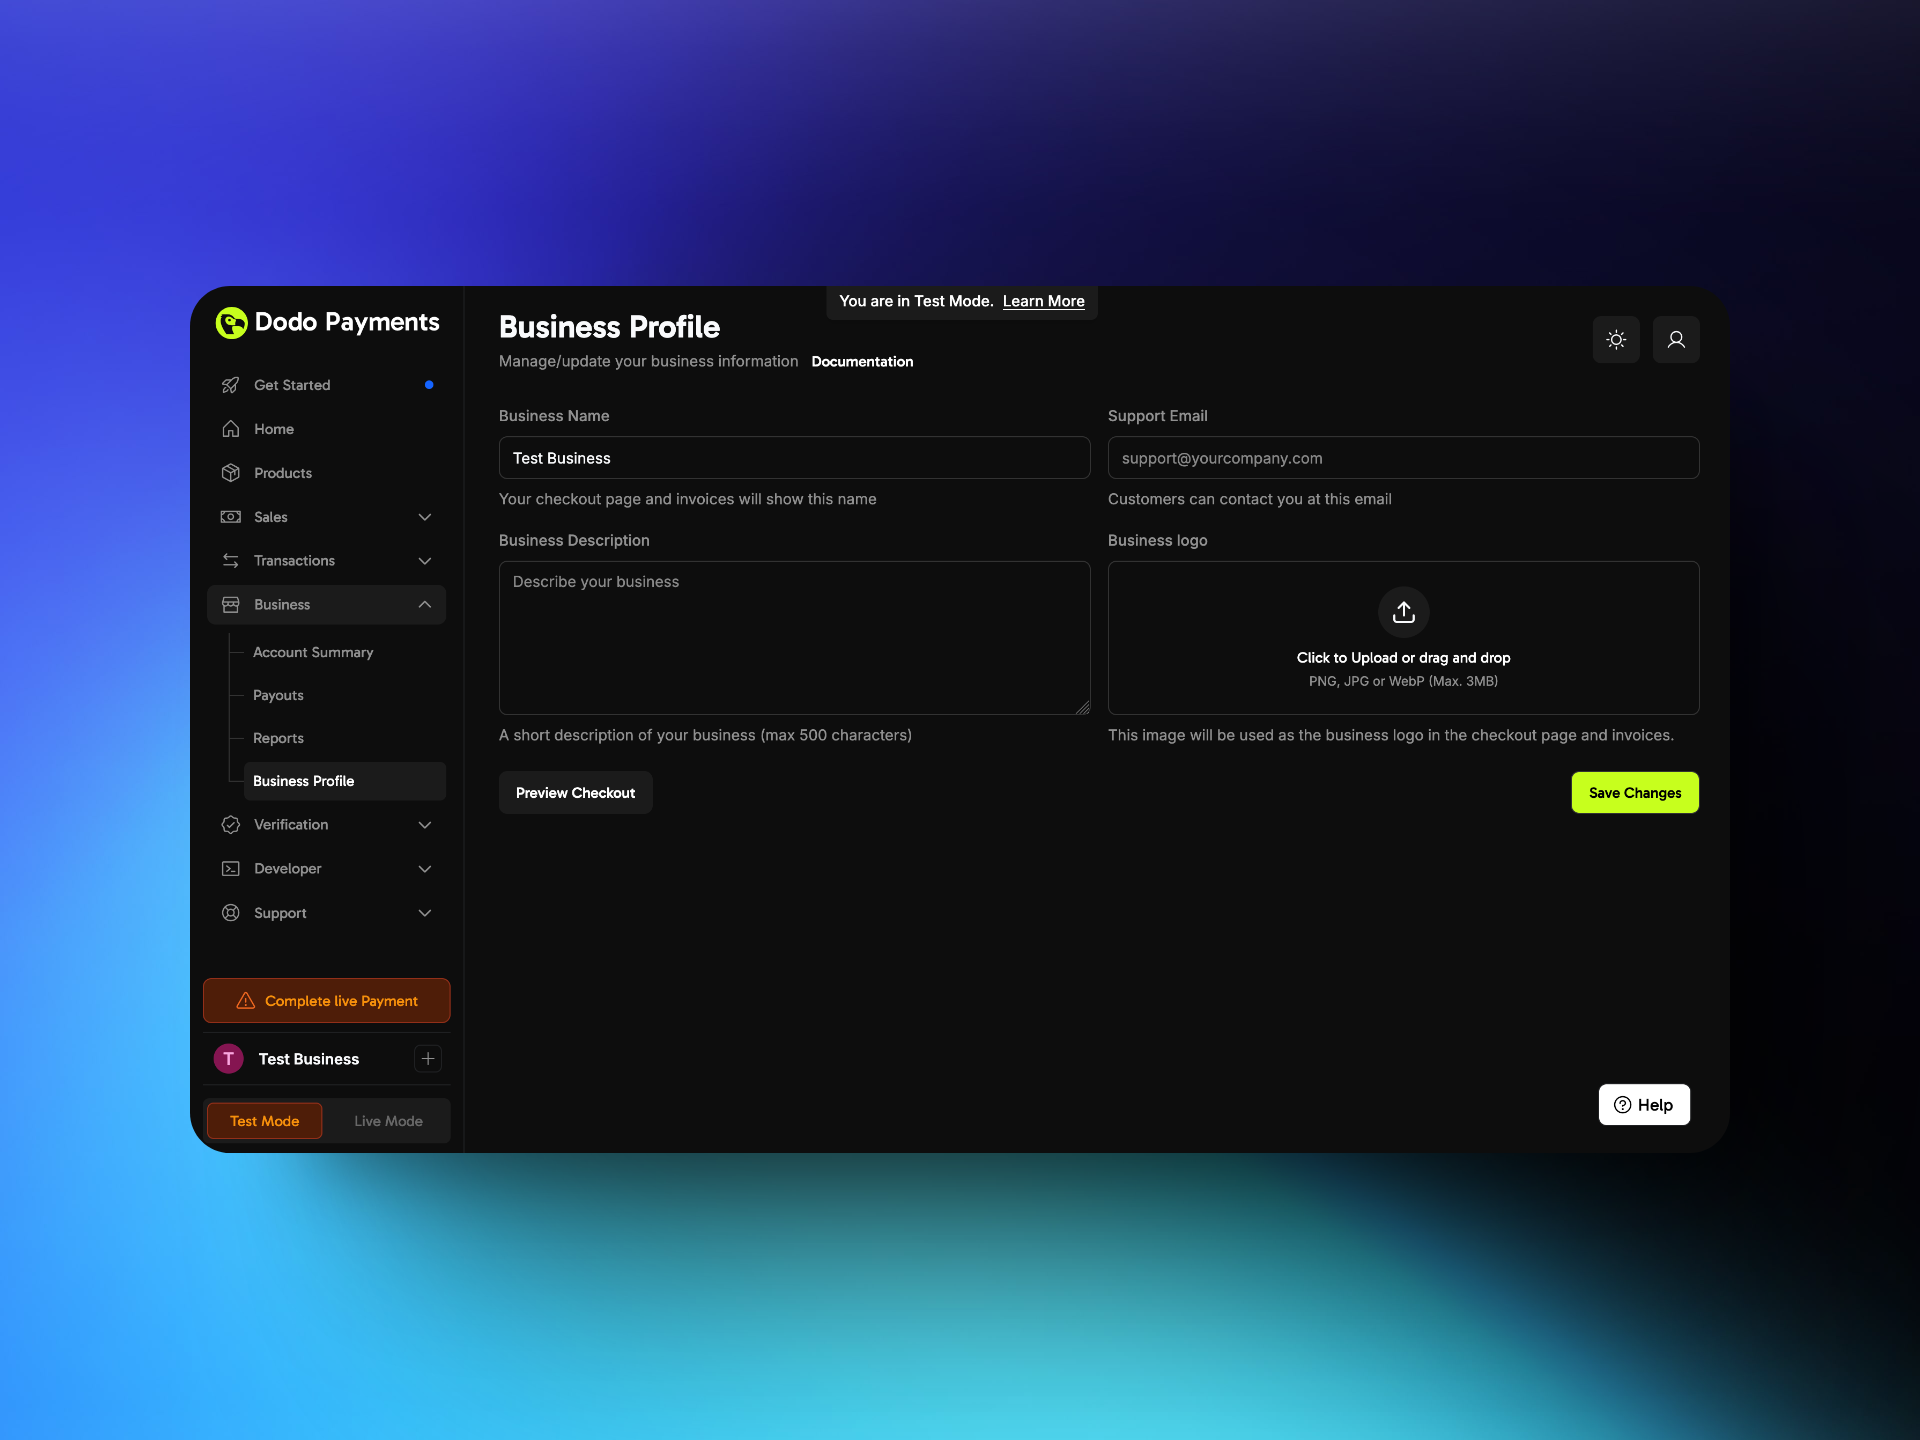 Dodo Payments
Get Started
Home
Products
Sales
Transactions
Business
Account Summary
Payouts
Reports
Business Profile
Verification
Developer
Support
Complete live Payment
T
Test Business
Test Mode
Live Mode
You are in Test Mode. Learn More
Business Profile
Manage/update your business information Documentation
Business Name
Test Business
Your checkout page and invoices will show this name
Support Email
support@yourcompany.com
Customers can contact you at this email
Business Description
Describe your business
A short description of your business (max 500 characters)
Business logo
Click to Upload or drag and drop
PNG, JPG or WebP (Max. 3MB)
This image will be used as the business logo in the checkout page and invoices.
Preview Checkout
Save Changes
Help